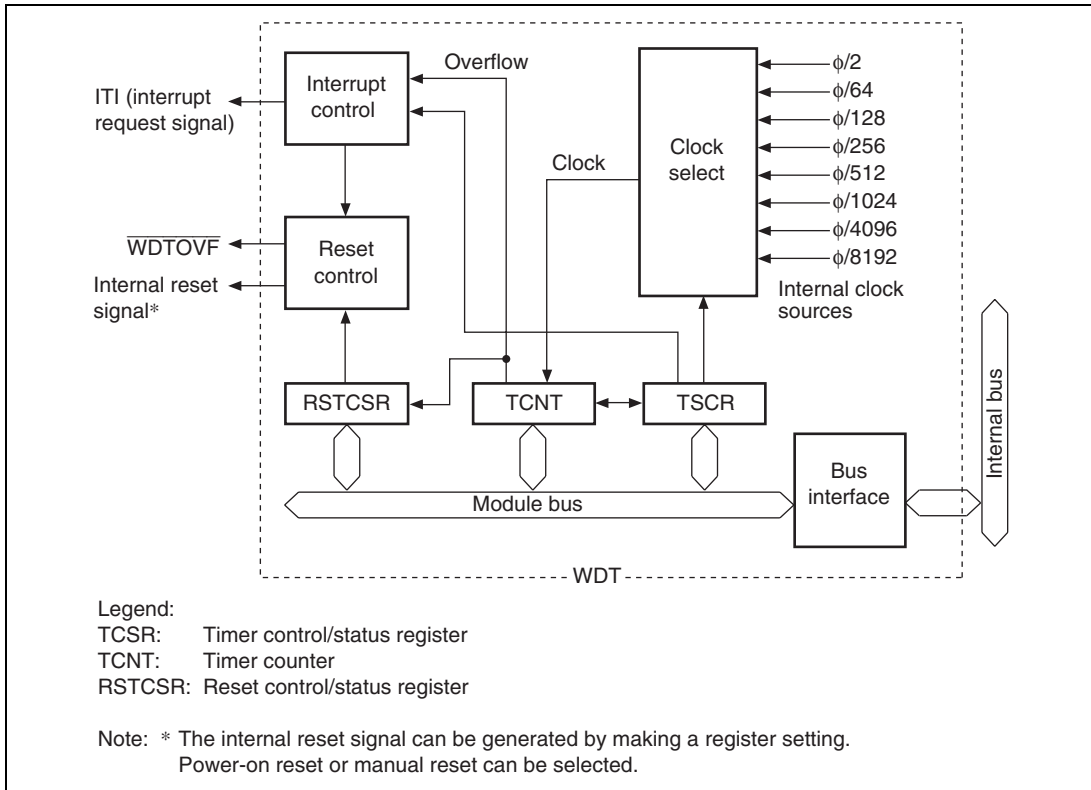 Overflow
Interrupt
control
ITI (interrupt
request signal)
Clock
select
Clock
ϕ/2
ϕ/64
ϕ/128
ϕ/256
ϕ/512
ϕ/1024
ϕ/4096
ϕ/8192
Internal clock
sources
Reset
control
W̅D̅T̅O̅V̅F̅
Internal reset
signal*
RSTCSR
TCNT
TSCR
Bus
interface
Internal bus
Module bus
WDT
Legend:
TCSR: Timer control/status register
TCNT: Timer counter
RSTCSR: Reset control/status register
Note: * The internal reset signal can be generated by making a register setting.
Power-on reset or manual reset can be selected.